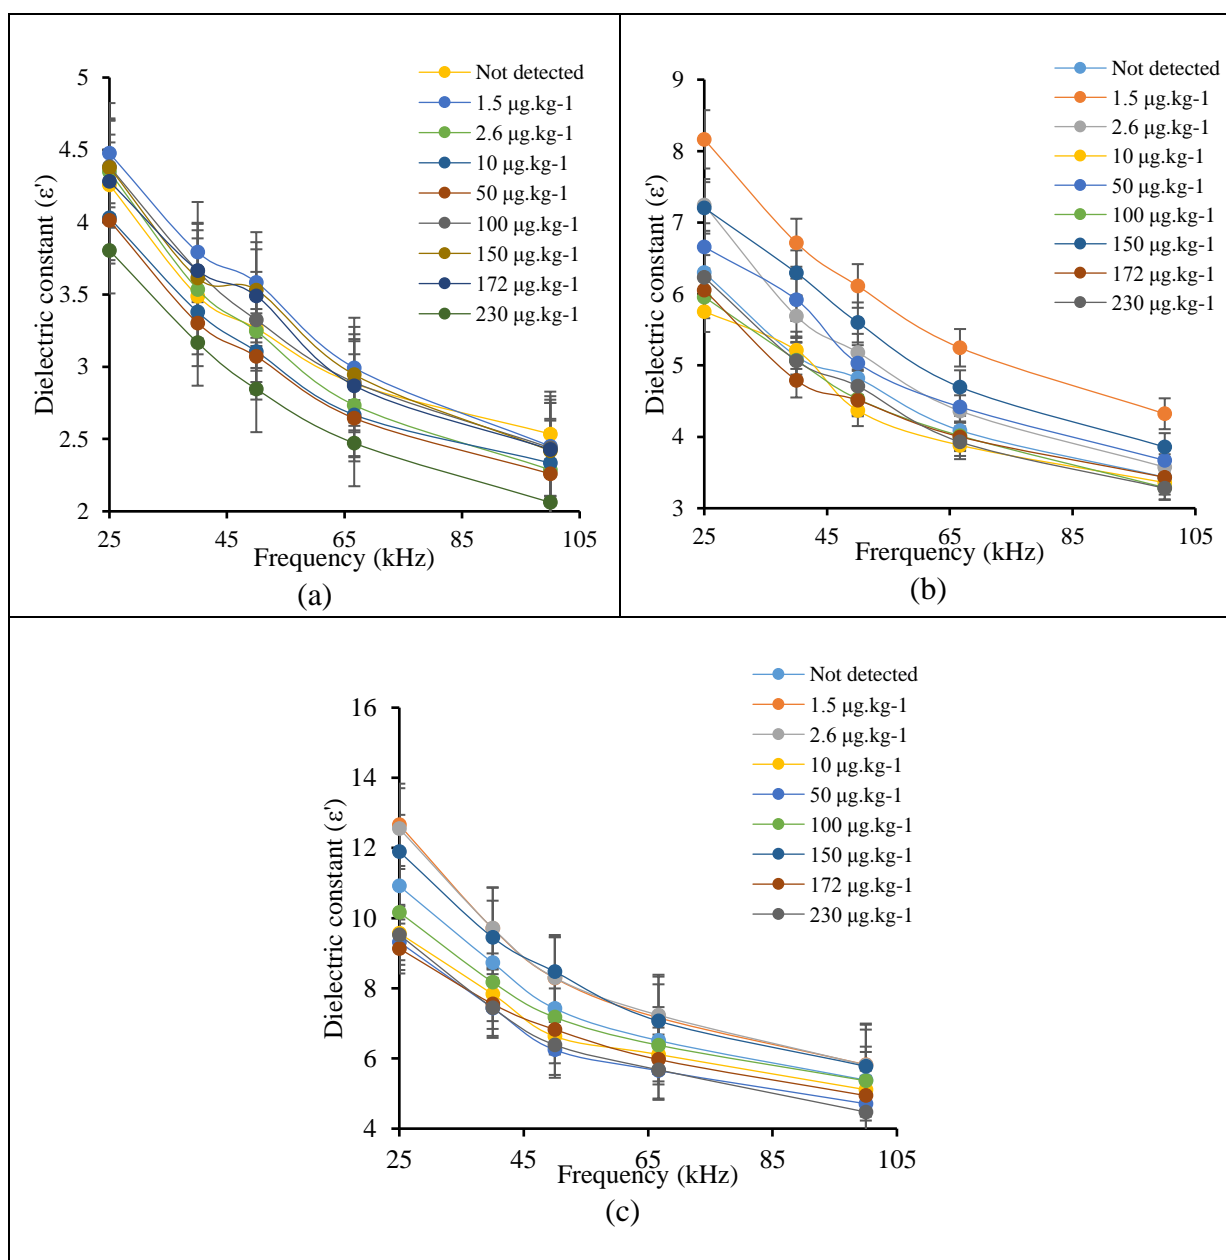 5
4.5
4
3.5
3
2.5
2
Dielectric constant (ε')
25
45
65
85
105
Frequency (kHz)
Not detected
1.5 µg.kg-1
2.6 µg.kg-1
10 µg.kg-1
50 µg.kg-1
100 µg.kg-1
150 µg.kg-1
172 µg.kg-1
230 µg.kg-1
(a)
9
8
7
6
5
4
3
Dielectric constant (ε')
25
45
65
85
105
Frerquency (kHz)
Not detected
1.5 µg.kg-1
2.6 µg.kg-1
10 µg.kg-1
50 µg.kg-1
100 µg.kg-1
150 µg.kg-1
172 µg.kg-1
230 µg.kg-1
(b)
16
14
12
10
8
6
4
Dielectric constant (ε')
25
45
65
85
105
Frequency (kHz)
Not detected
1.5 µg.kg-1
2.6 µg.kg-1
10 µg.kg-1
50 µg.kg-1
100 µg.kg-1
150 µg.kg-1
172 µg.kg-1
230 µg.kg-1
(c)